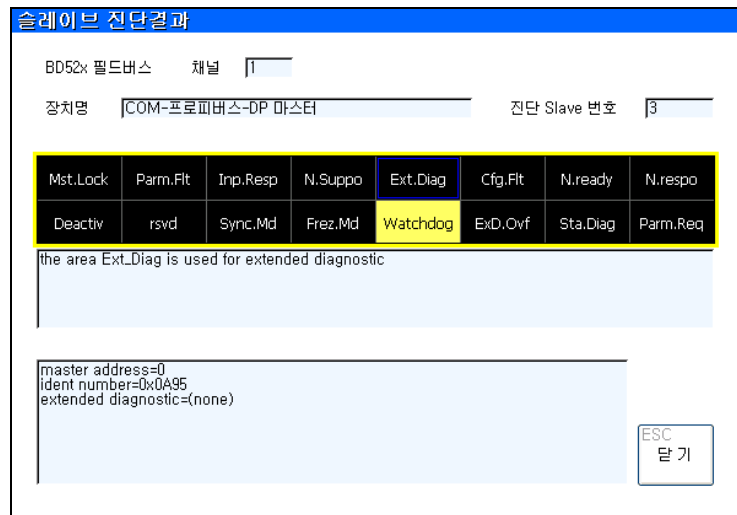 슬레이브 진단결과
BD52x 필드버스 채널 1
장치명 COM-프로피버스-DP 마스터 진단 Slave 번호 3
Mst.Lock Parm.Flt Inp.Resp N.Suppo Ext.Diag Cfg.Flt N.ready N.respo
Deactiv rsvd Sync.Md Frez.Md Watchdog ExD.Ovf Sta.Diag Parm.Req
the area Ext_Diag is used for extended diagnostic
master address=0
ident number=0x0A95
extended diagnostic=(none)
ESC
닫 기